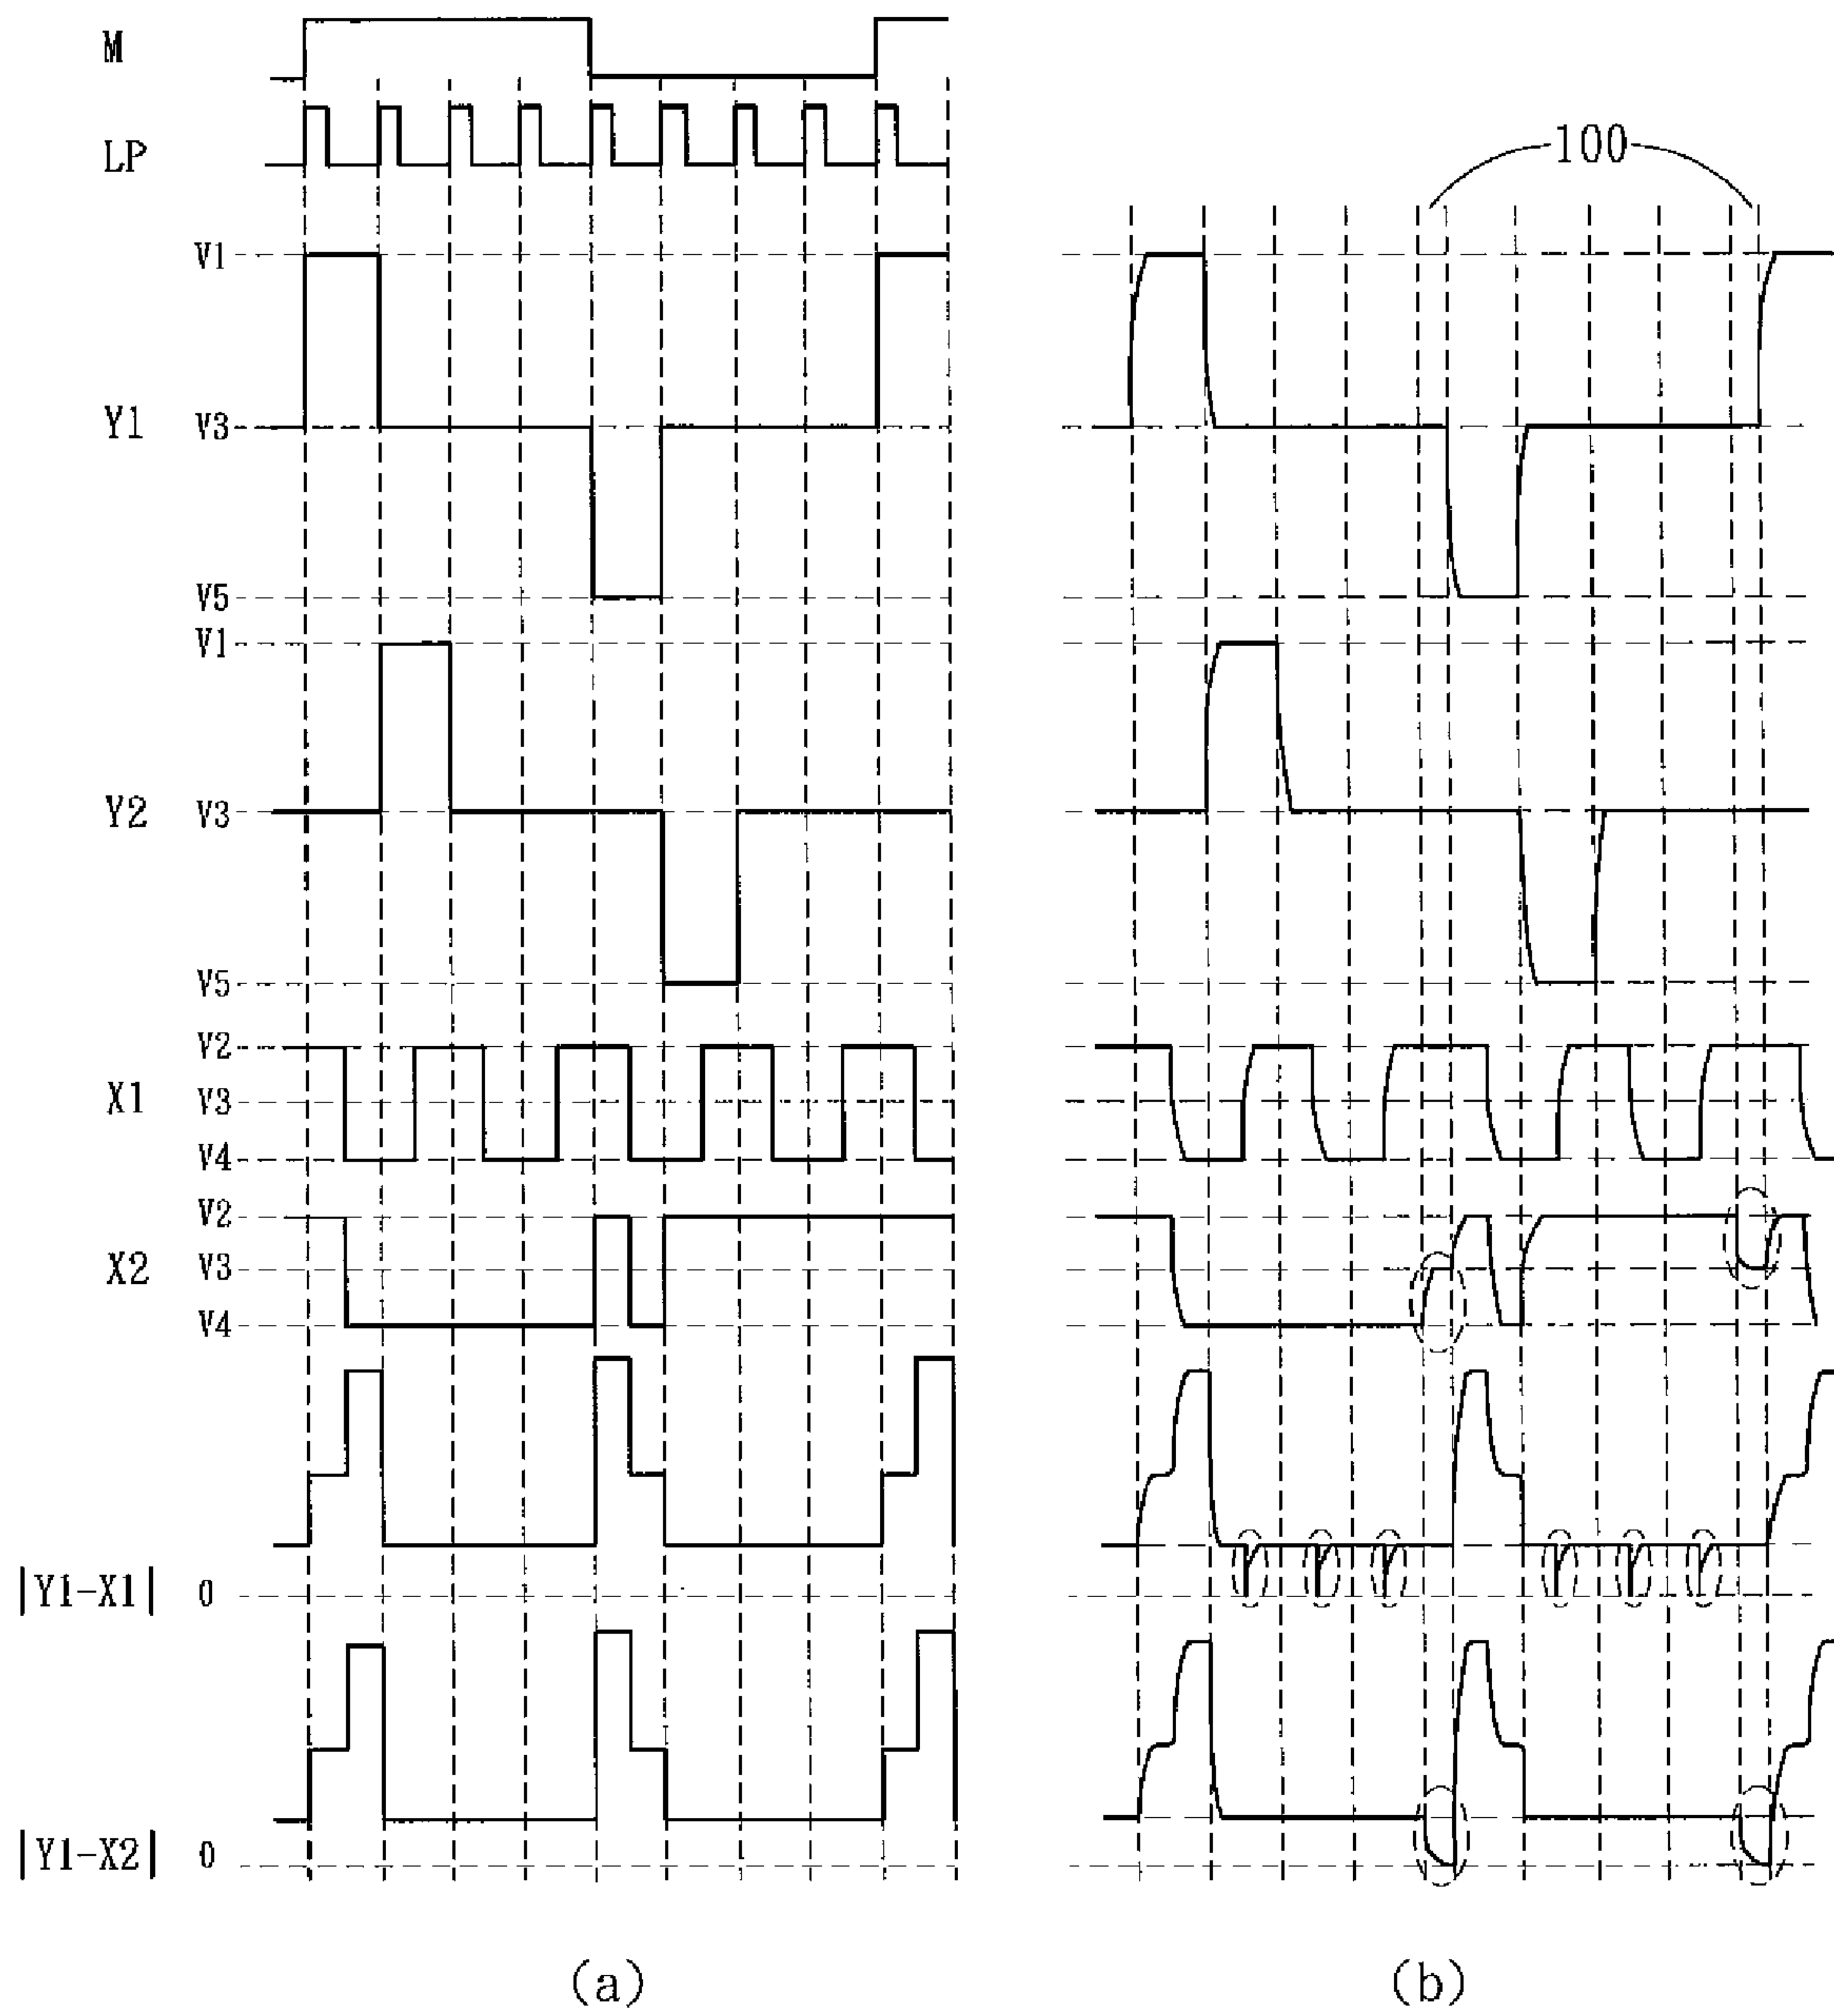 M
LP
100
V1
Y1 V3
V5
V1
Y2 V3
V5
V2
X1 V3
V4
V2
X2 V3
V4
|Y1-X1| 0
|Y1-X2| 0
(a) (b)